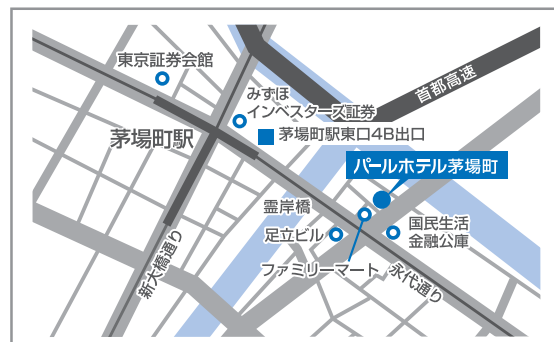 東京証券会館
首都高速
みずほ
インベスターズ証券
茅場町駅
茅場町駅東口4B出口
パールホテル茅場町
霊岸橋
足立ビル
国民生活
金融公庫
ファミリーマート
新大橋通り
永代通り